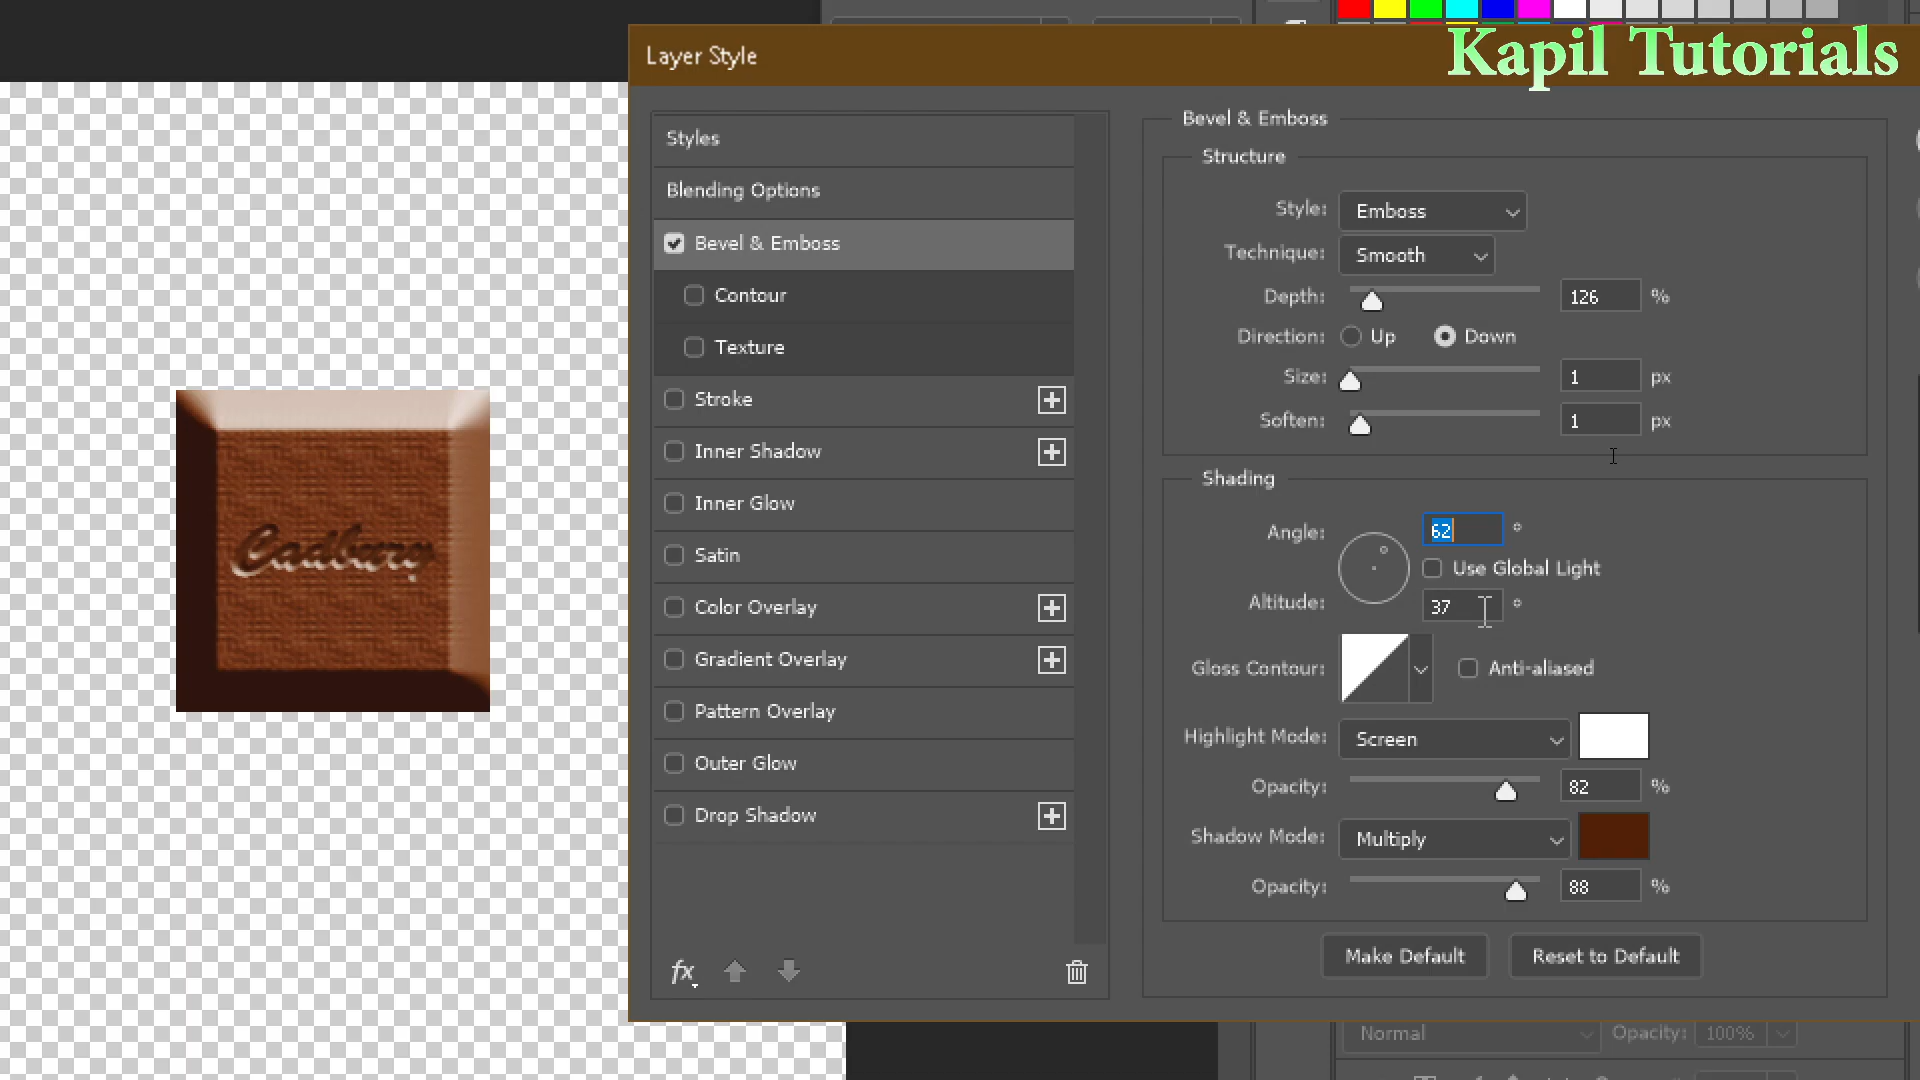 Kapil Tutorials
Layer Style
Styles
Blending Options
Bevel & Emboss
Contour
Texture
Stroke
Inner Shadow
Inner Glow
Satin
Color Overlay
Gradient Overlay
Pattern Overlay
Outer Glow
Drop Shadow
fx
Bevel & Emboss
Structure
Style: Emboss
Technique: Smooth
Depth: 126 %
Direction: Up Down
Size: 1 px
Soften: 1 px
Shading
Angle: 62 °
Use Global Light
Altitude: 37 °
Gloss Contour: Anti-aliased
Highlight Mode: Screen
Opacity: 82 %
Shadow Mode: Multiply
Opacity: 88 %
Make Default Reset to Default
Normal Opacity: 100%
Cadbury